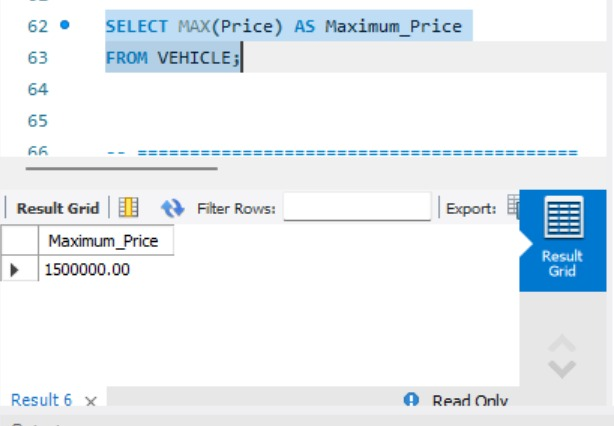 62 SELECT MAX(Price) AS Maximum_Price
63 FROM VEHICLE;
64
65
66 -- ==========================================
Result Grid Filter Rows: Export:
Maximum_Price
1500000.00
Result
Grid
Result 6 × Read Only